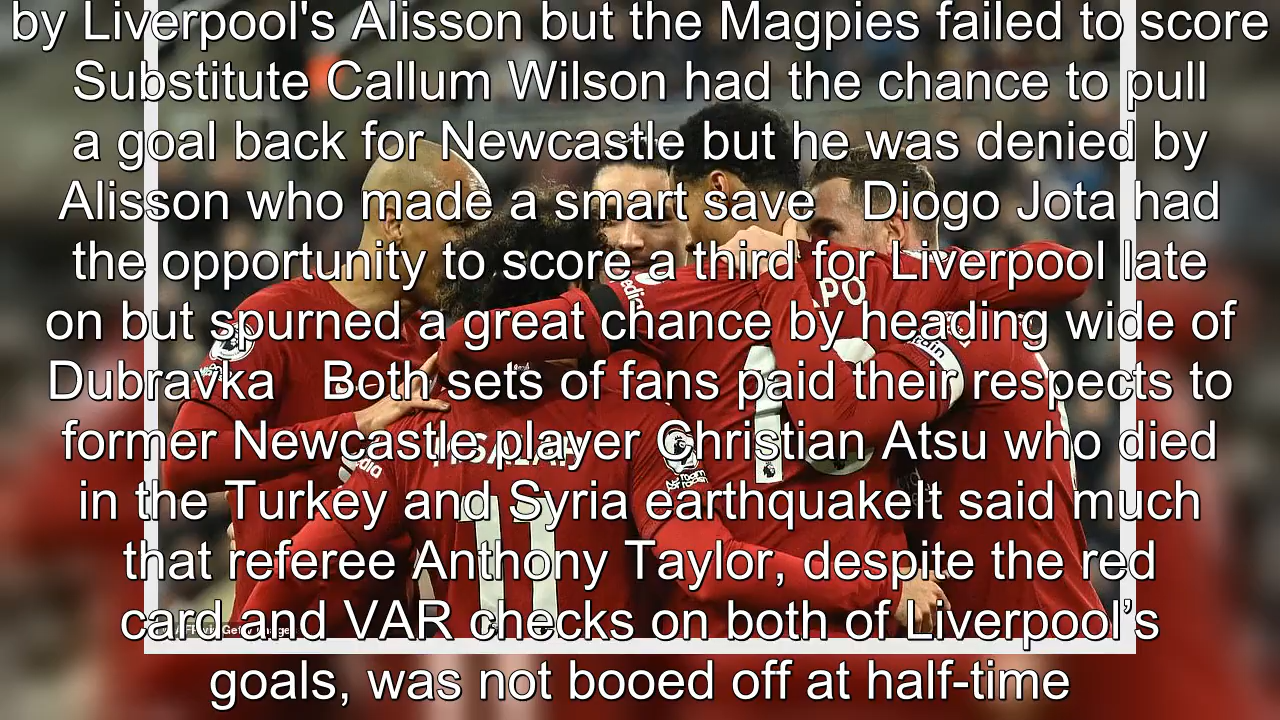 by Liverpool's Alisson but the Magpies failed to score
Substitute Callum Wilson had the chance to pull
a goal back for Newcastle but he was denied by
Alisson who made a smart save   Diogo Jota had
the opportunity to score a third for Liverpool late
on but spurned a great chance by heading wide of
Dubravka   Both sets of fans paid their respects to
former Newcastle player Christian Atsu who died
in the Turkey and Syria earthquakeIt said much
that referee Anthony Taylor, despite the red
card and VAR checks on both of Liverpool’s
goals, was not booed off at half-time
M.SALAH
11